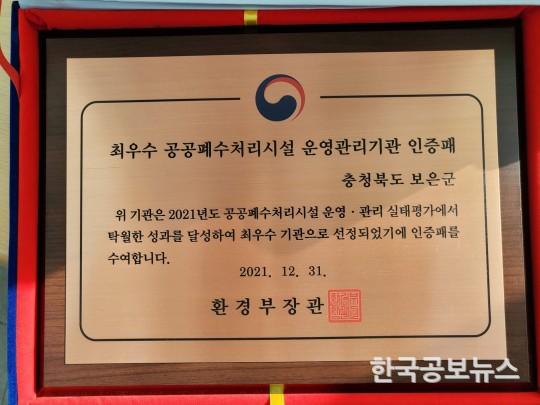 최우수 공공폐수처리시설 운영관리기관 인증패
충청북도 보은군
위 기관은 2021년도 공공폐수처리시설 운영·관리 실태평가에서
탁월한 성과를 달성하여 최우수 기관으로 선정되었기에 인증패를
수여합니다.
2021. 12. 31.
환경부장관
한국공보뉴스